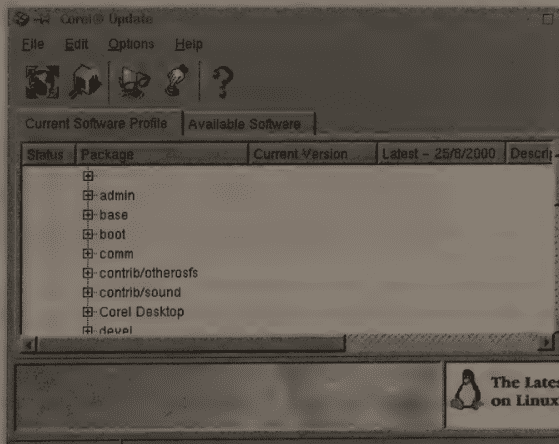 Corel® Update
File Edit Options Help
Current Software Profile Available Software
Status Package Current Version Latest - 25/8/2000 Descrip
admin
base
boot
comm
contrib/otherosfs
contrib/sound
Corel Desktop
devel
The Lates
on Linux